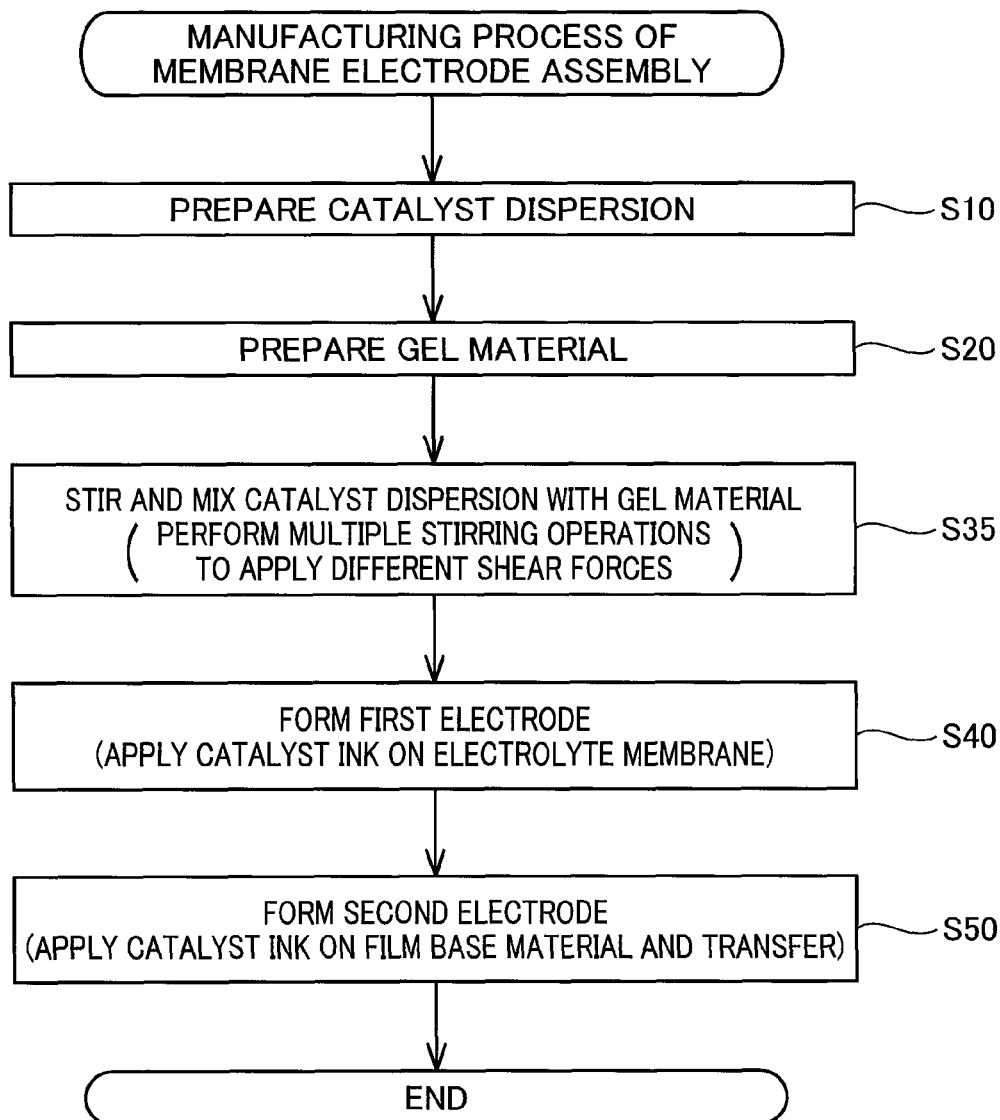 MANUFACTURING PROCESS OF
MEMBRANE ELECTRODE ASSEMBLY
PREPARE CATALYST DISPERSION
S10
PREPARE GEL MATERIAL
S20
STIR AND MIX CATALYST DISPERSION WITH GEL MATERIAL
( PERFORM MULTIPLE STIRRING OPERATIONS
TO APPLY DIFFERENT SHEAR FORCES )
S35
FORM FIRST ELECTRODE
(APPLY CATALYST INK ON ELECTROLYTE MEMBRANE)
S40
FORM SECOND ELECTRODE
(APPLY CATALYST INK ON FILM BASE MATERIAL AND TRANSFER)
S50
END